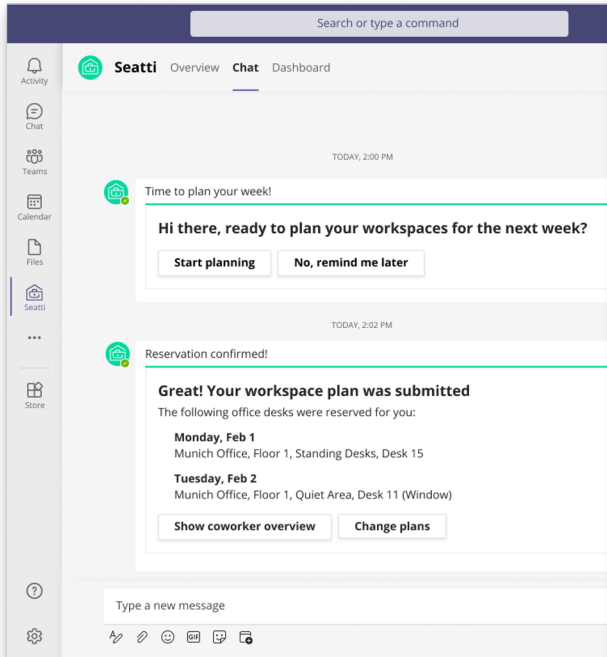 Search or type a command
Activity
Chat
Teams
Calendar
Files
Seatti
Store
Seatti Overview Chat Dashboard
TODAY, 2:00 PM
Time to plan your week!
Hi there, ready to plan your workspaces for the next week?
Start planning No, remind me later
TODAY, 2:02 PM
Reservation confirmed!
Great! Your workspace plan was submitted
The following office desks were reserved for you:
Monday, Feb 1
Munich Office, Floor 1, Standing Desks, Desk 15
Tuesday, Feb 2
Munich Office, Floor 1, Quiet Area, Desk 11 (Window)
Show coworker overview Change plans
Type a new message
GIF